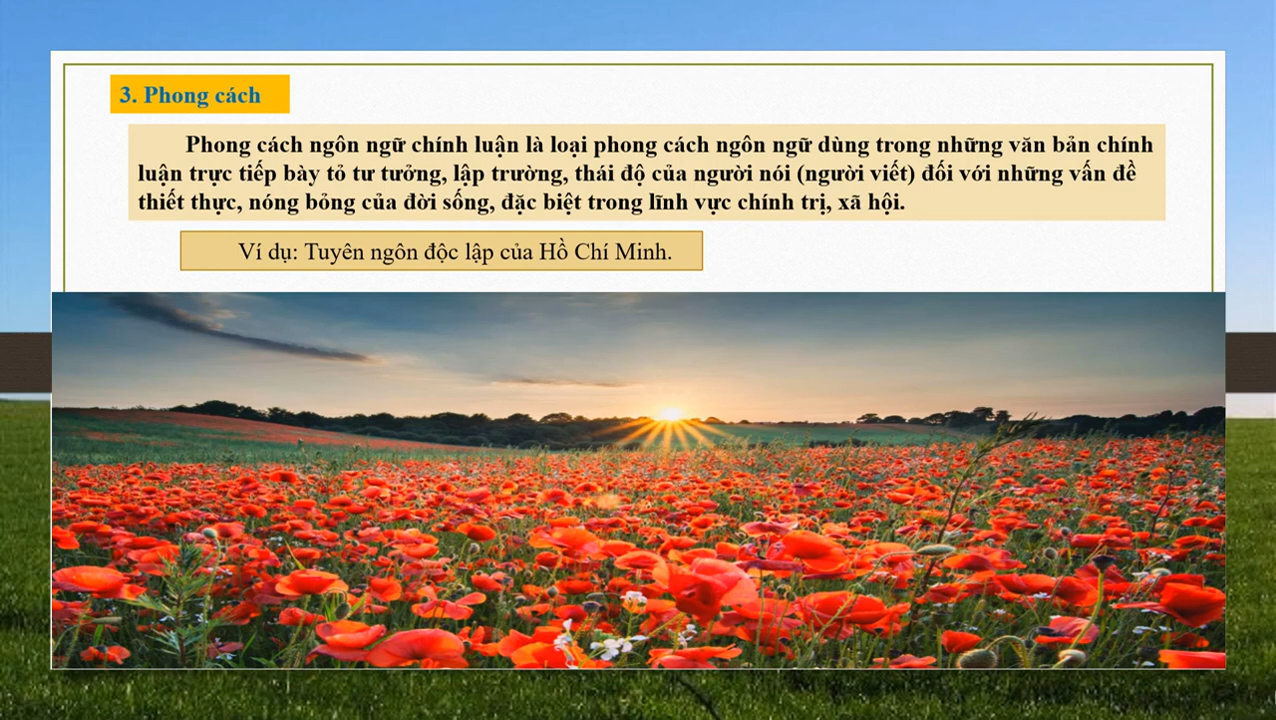 3. Phong cách
Phong cách ngôn ngữ chính luận là loại phong cách ngôn ngữ dùng trong những văn bản chính
luận trực tiếp bày tỏ tư tưởng, lập trường, thái độ của người nói (người viết) đối với những vấn đề
thiết thực, nóng bỏng của đời sống, đặc biệt trong lĩnh vực chính trị, xã hội.
Ví dụ: Tuyên ngôn độc lập của Hồ Chí Minh.